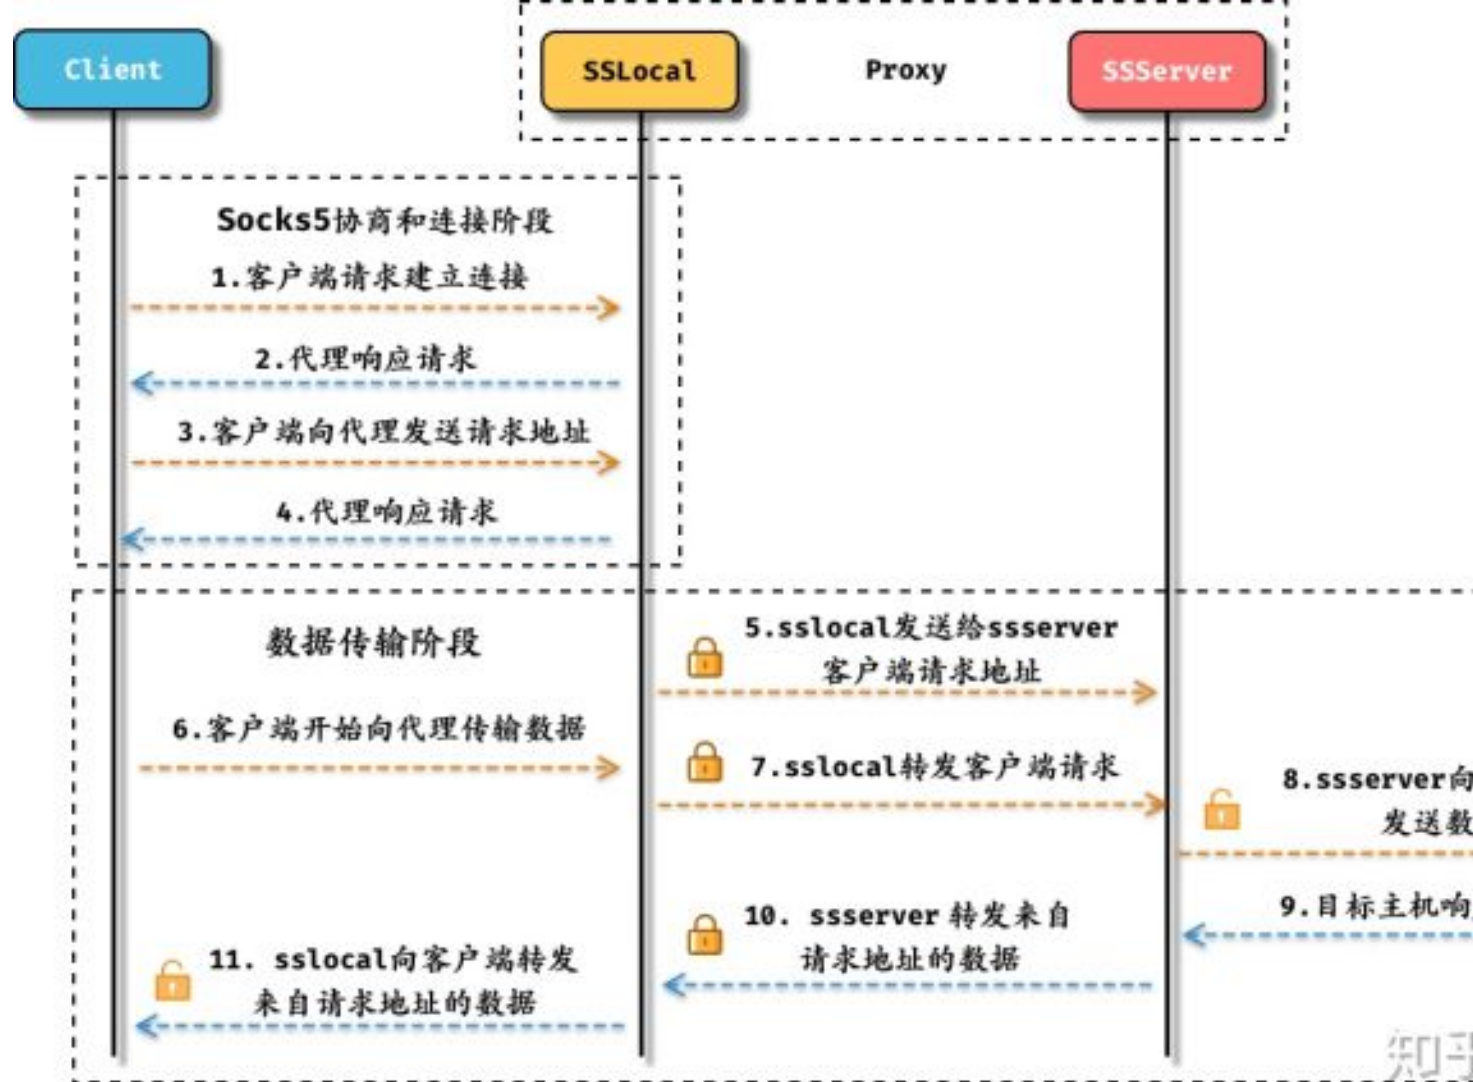 Client
SSLocal
Proxy
SSServer
Socks5协商和连接阶段
1.客户端请求建立连接
2.代理响应请求
3.客户端向代理发送请求地址
4.代理响应请求
数据传输阶段
5.sslocal发送给ssserver
客户端请求地址
6.客户端开始向代理传输数据
7.sslocal转发客户端请求
8.ssserver向
发送数
9.目标主机响
10. ssserver 转发来自
请求地址的数据
11. sslocal向客户端转发
来自请求地址的数据
知乎